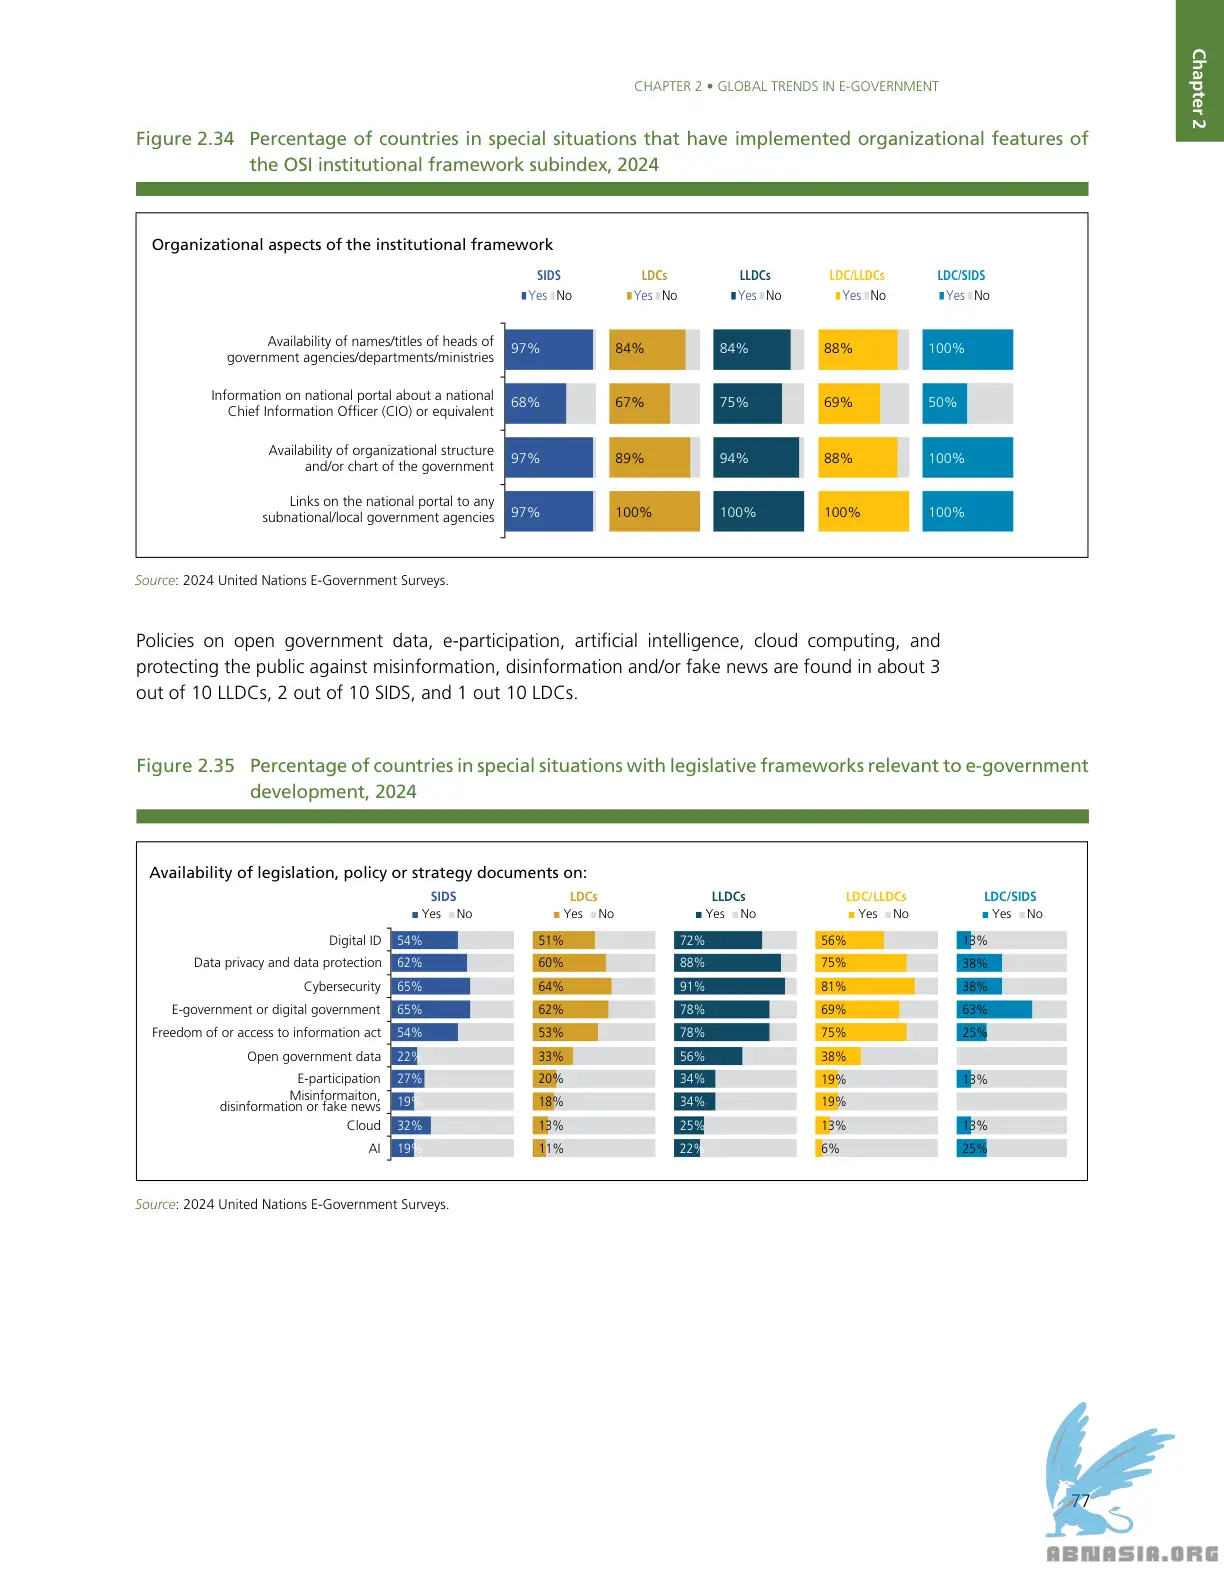 Chapter 2
CHAPTER 2 • GLOBAL TRENDS IN E-GOVERNMENT
Figure 2.34 Percentage of countries in special situations that have implemented organizational features of
the OSI institutional framework subindex, 2024
Organizational aspects of the institutional framework
SIDS LDCs LLDCs LDC/LLDCs LDC/SIDS
Yes No Yes No Yes No Yes No Yes No
Availability of names/titles of heads of
government agencies/departments/ministries
97% 84% 84% 88% 100%
Information on national portal about a national
Chief Information Officer (CIO) or equivalent
68% 67% 75% 69% 50%
Availability of organizational structure
and/or chart of the government
97% 89% 94% 88% 100%
Links on the national portal to any
subnational/local government agencies
97% 100% 100% 100% 100%
Source: 2024 United Nations E-Government Surveys.
Policies on open government data, e-participation, artificial intelligence, cloud computing, and
protecting the public against misinformation, disinformation and/or fake news are found in about 3
out of 10 LLDCs, 2 out of 10 SIDS, and 1 out 10 LDCs.
Figure 2.35 Percentage of countries in special situations with legislative frameworks relevant to e-government
development, 2024
Availability of legislation, policy or strategy documents on:
SIDS LDCs LLDCs LDC/LLDCs LDC/SIDS
Yes No Yes No Yes No Yes No Yes No
Digital ID 54% 51% 72% 56% 13%
Data privacy and data protection 62% 60% 88% 75% 38%
Cybersecurity 65% 64% 91% 81% 38%
E-government or digital government 65% 62% 78% 69% 63%
Freedom of or access to information act 54% 53% 78% 75% 25%
Open government data 22% 33% 56% 38%
E-participation 27% 20% 34% 19% 13%
Misinformaiton,
disinformation or fake news 19% 18% 34% 19%
Cloud 32% 13% 25% 13% 13%
AI 19% 11% 22% 6% 25%
Source: 2024 United Nations E-Government Surveys.
77
ABNASIA.ORG